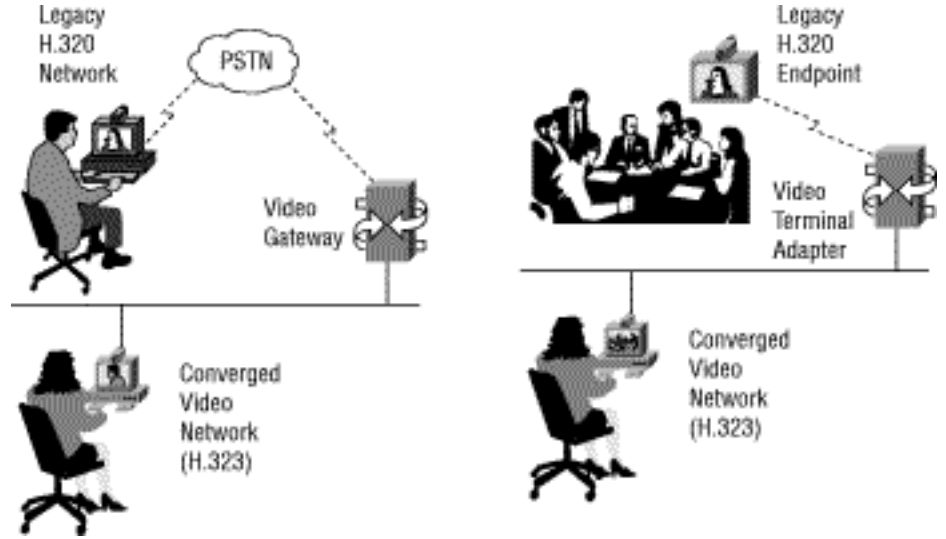 Legacy
H.320
Network
PSTN
Video
Gateway
Converged
Video
Network
(H.323)
Legacy
H.320
Endpoint
Video
Terminal
Adapter
Converged
Video
Network
(H.323)